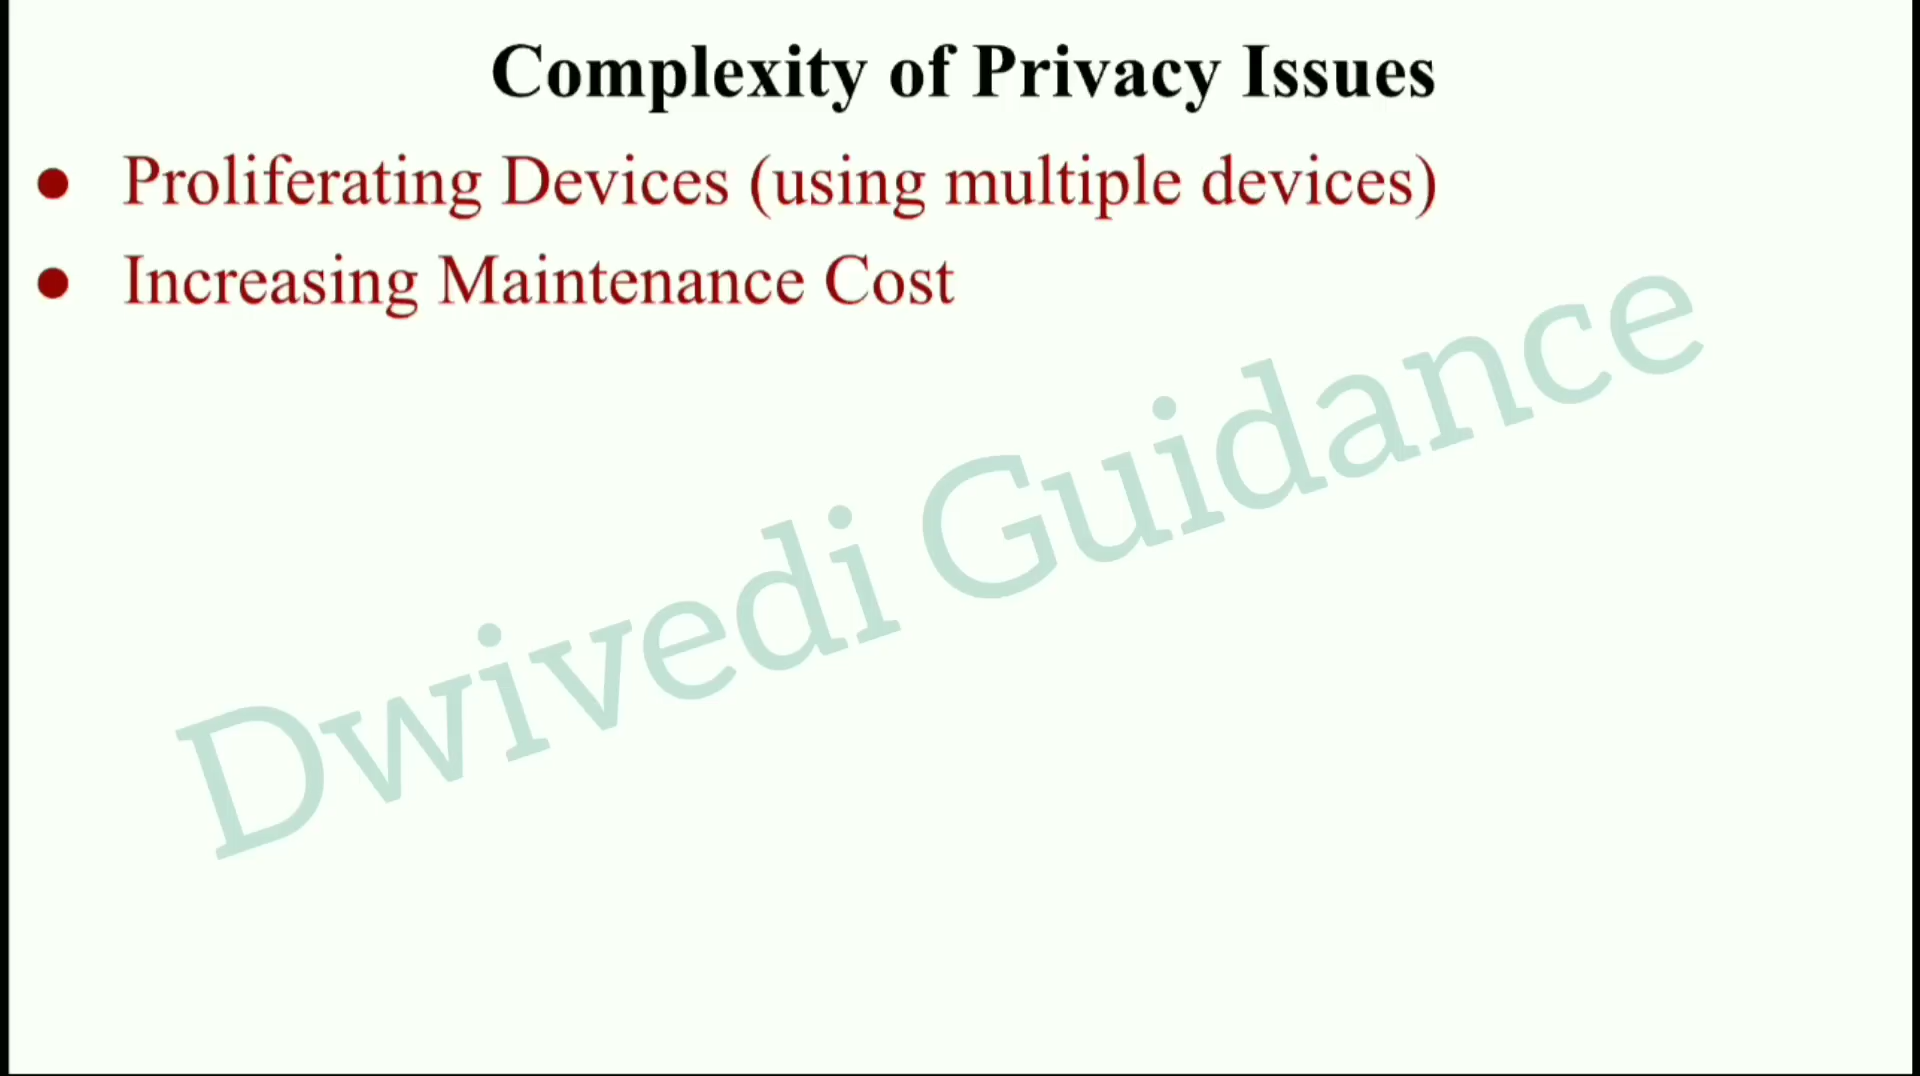 Complexity of Privacy Issues
● Proliferating Devices (using multiple devices)
● Increasing Maintenance Cost
Dwivedi Guidance